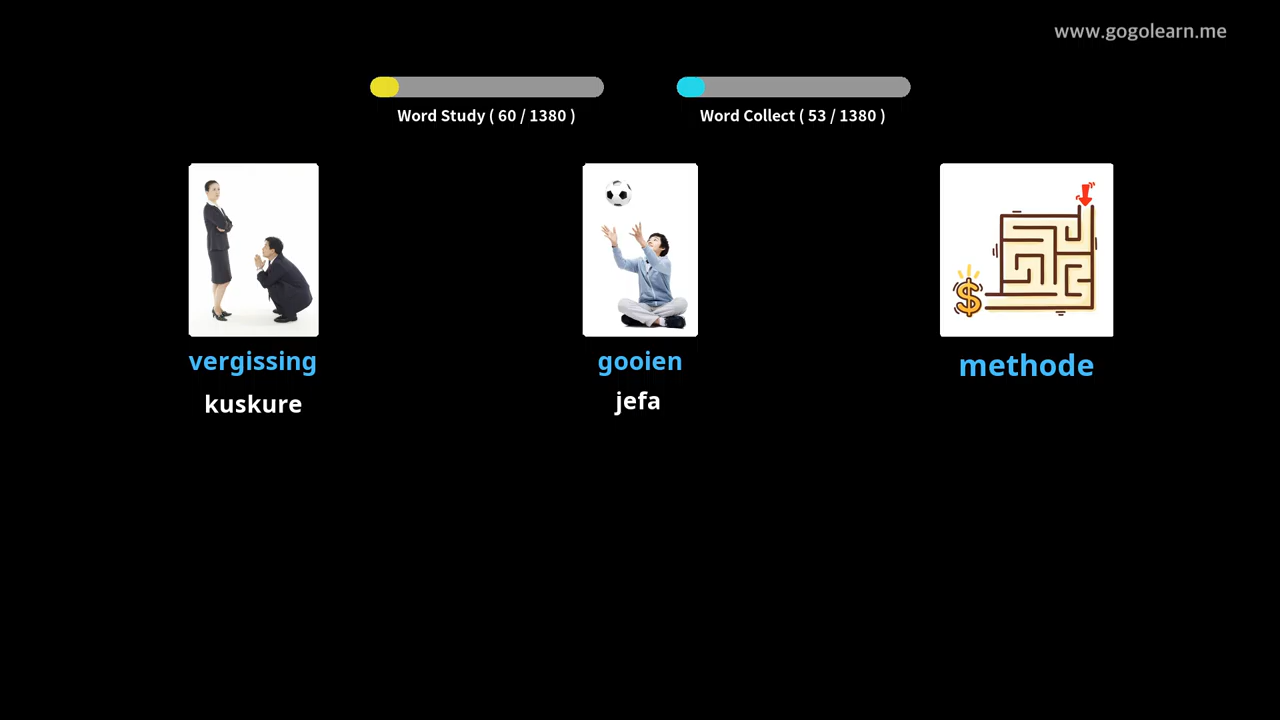 www.gogolearn.me
Word Study ( 60 / 1380 )
Word Collect ( 53 / 1380 )
vergissing
gooien
methode
kuskure
jefa